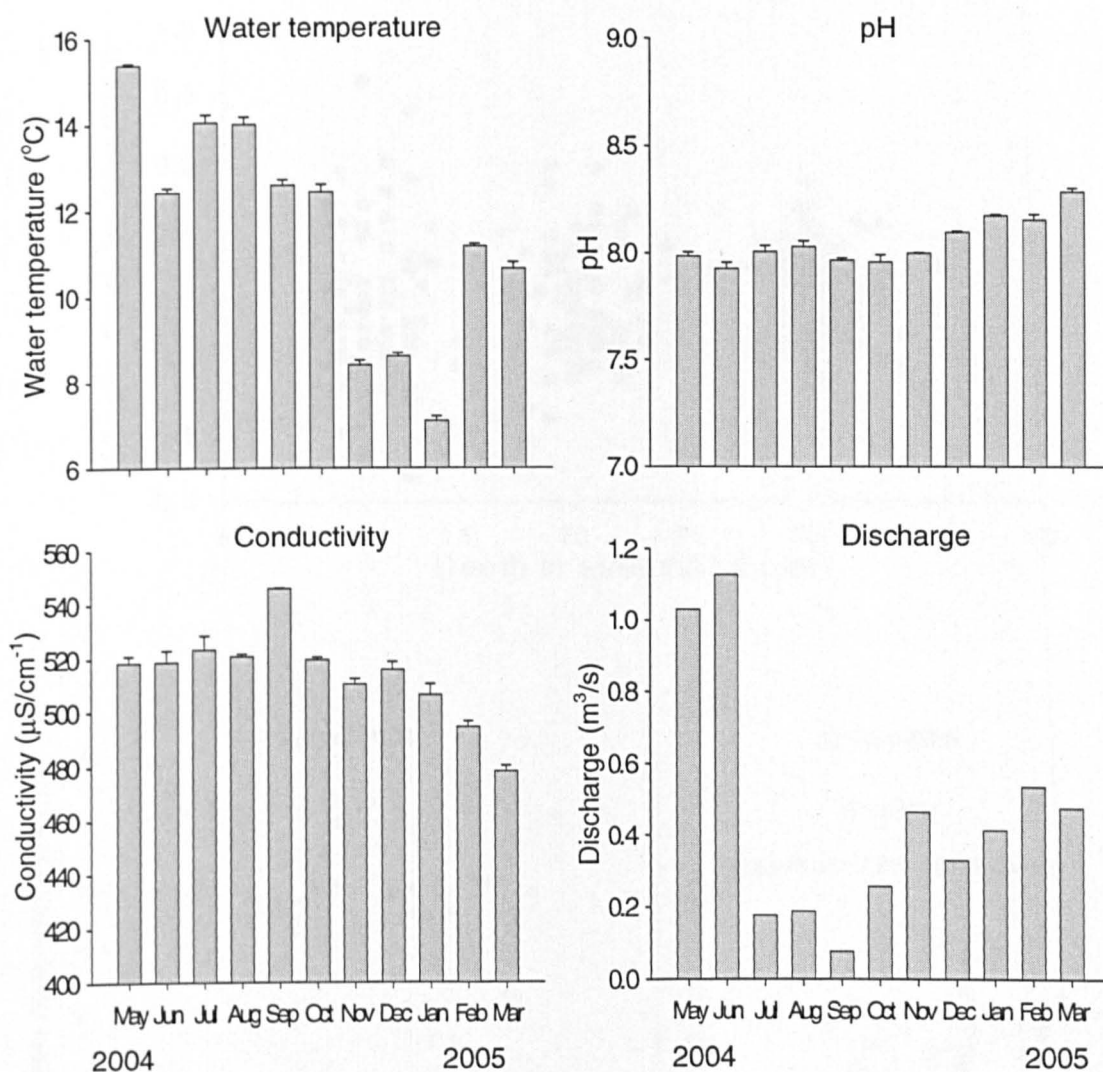 Water temperature
Water temperature (°C)
16
14
12
10
8
6
pH
pH
9.0
8.5
8.0
7.5
7.0
Conductivity
Conductivity (µS/cm⁻¹)
560
540
520
500
480
460
440
420
400
May Jun Jul Aug Sep Oct Nov Dec Jan Feb Mar
2004 2005
Discharge
Discharge (m³/s)
1.2
1.0
0.8
0.6
0.4
0.2
0.0
May Jun Jul Aug Sep Oct Nov Dec Jan Feb Mar
2004 2005